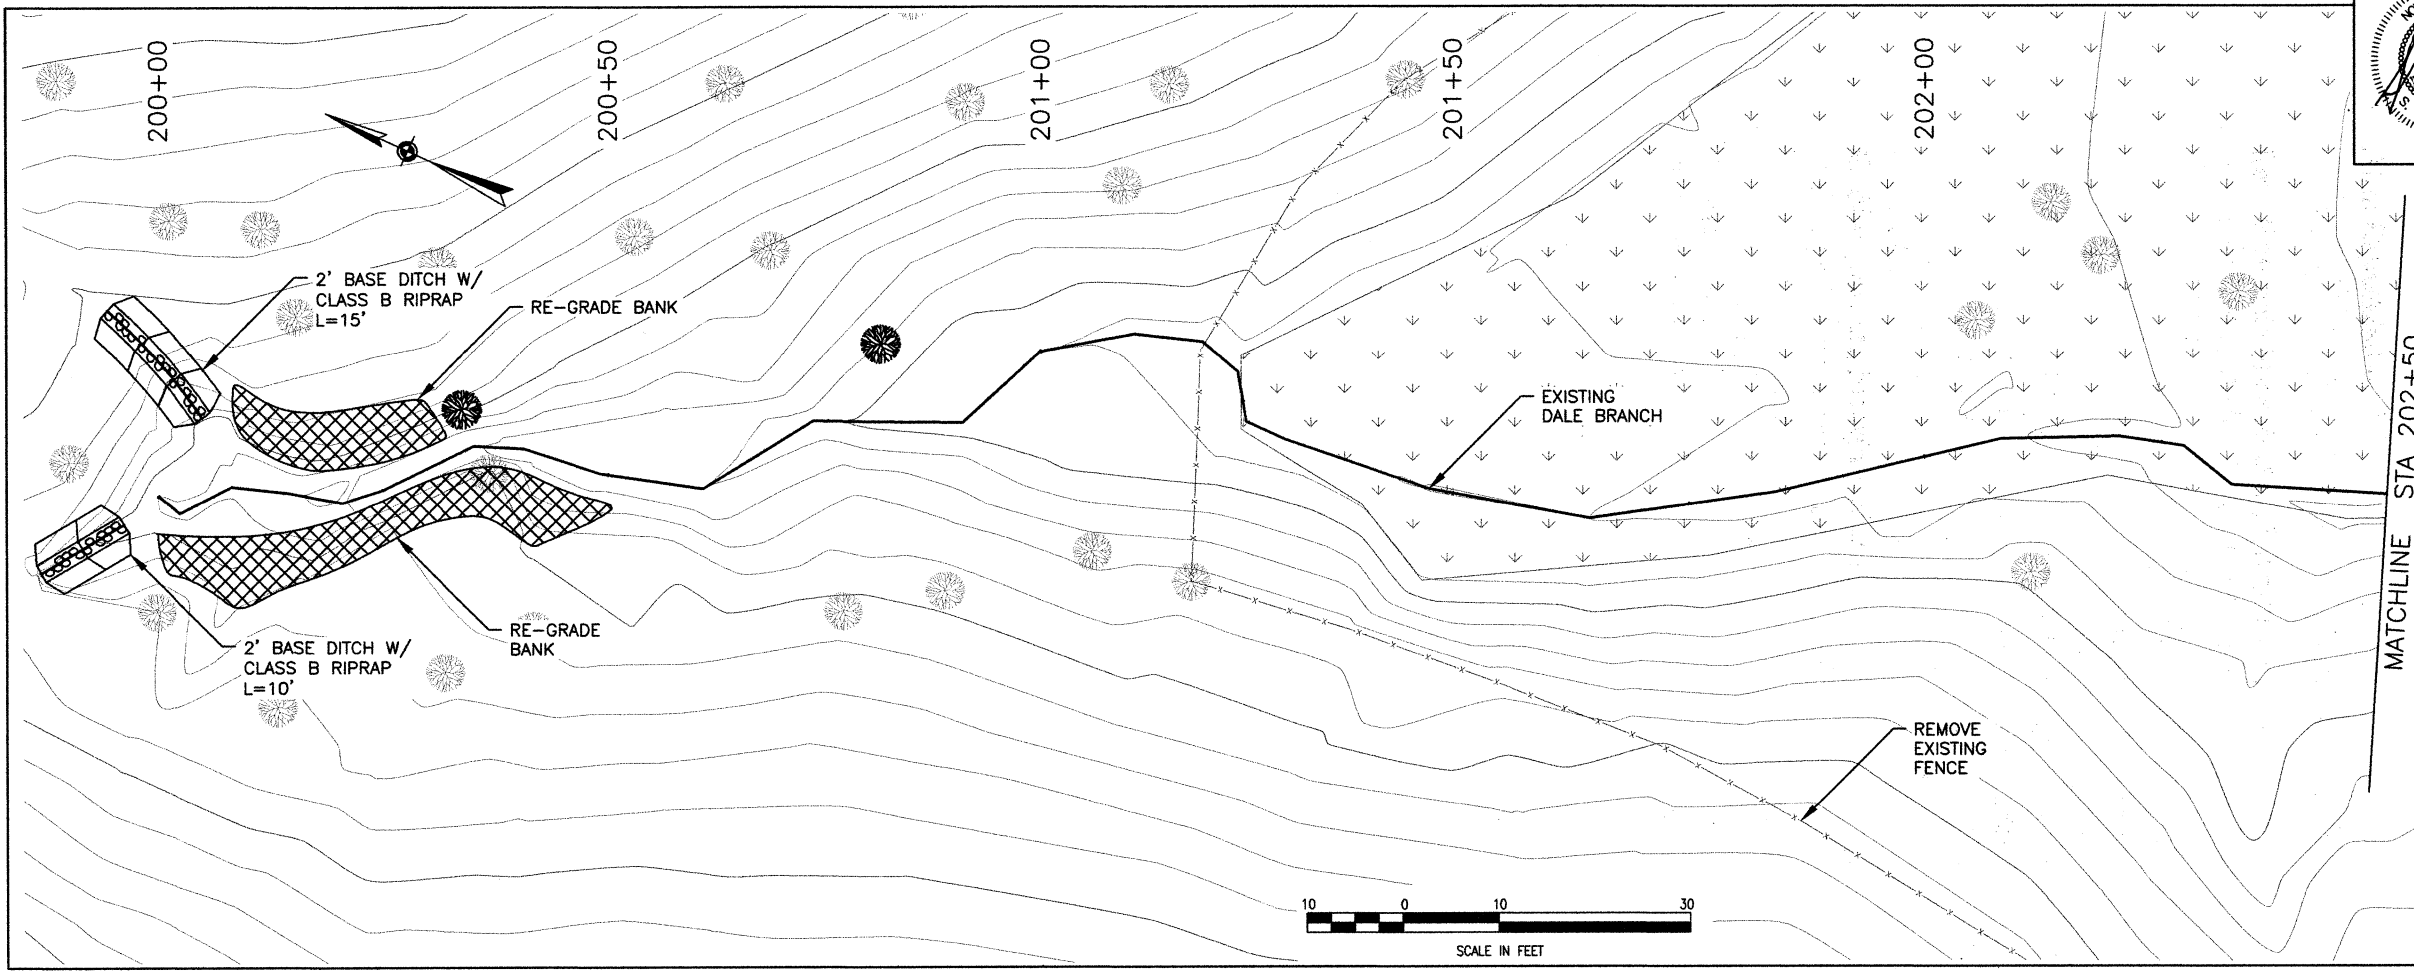 200+00
200+50
201+00
201+50
202+00
NO
S.
2' BASE DITCH W/
CLASS B RIPRAP
L=15'
RE-GRADE BANK
EXISTING
DALE BRANCH
RE-GRADE
BANK
2' BASE DITCH W/
CLASS B RIPRAP
L=10'
REMOVE
EXISTING
FENCE
MATCHLINE STA 202+50
10 0 10 30
SCALE IN FEET